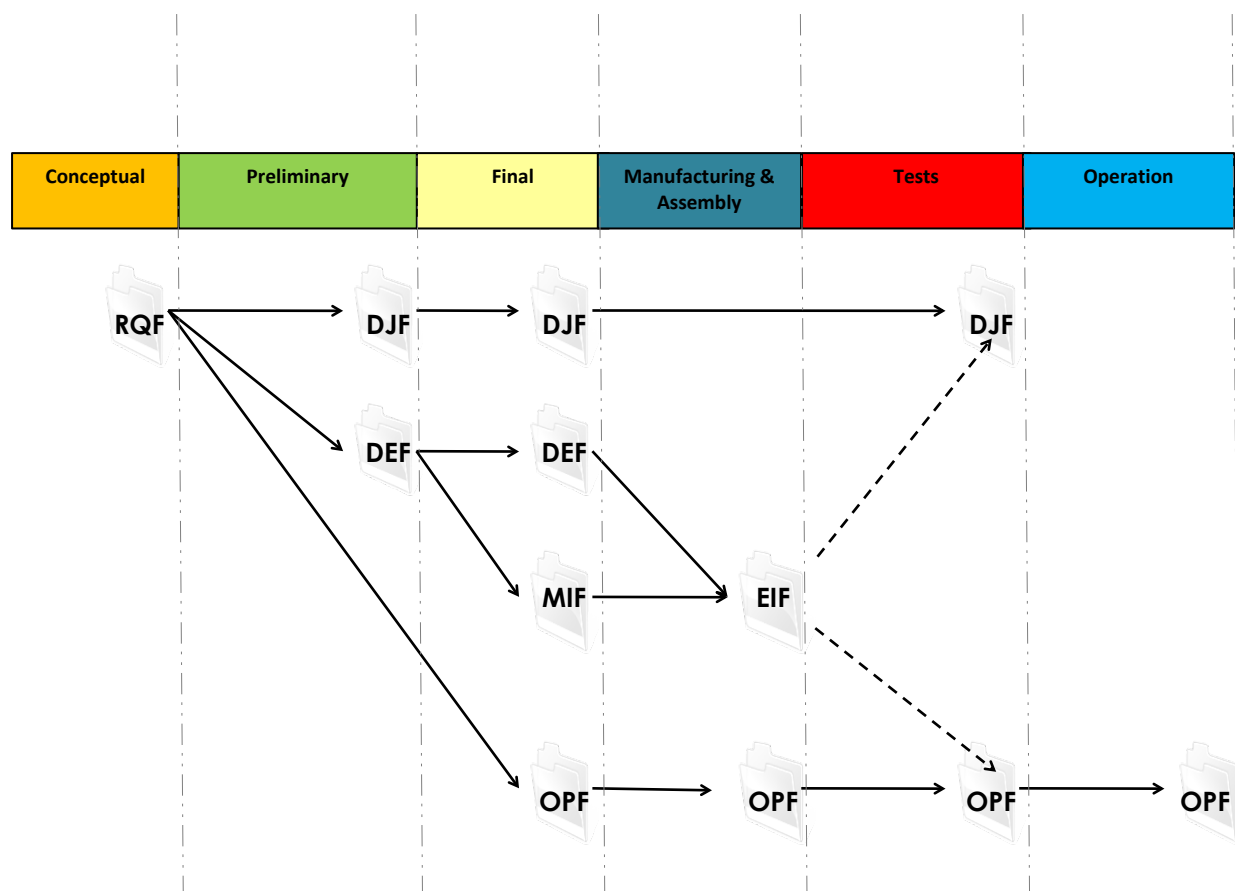 Conceptual
Preliminary
Final
Manufacturing &
Assembly
Tests
Operation
RQF
DJF
DJF
DJF
DEF
DEF
MIF
EIF
OPF
OPF
OPF
OPF